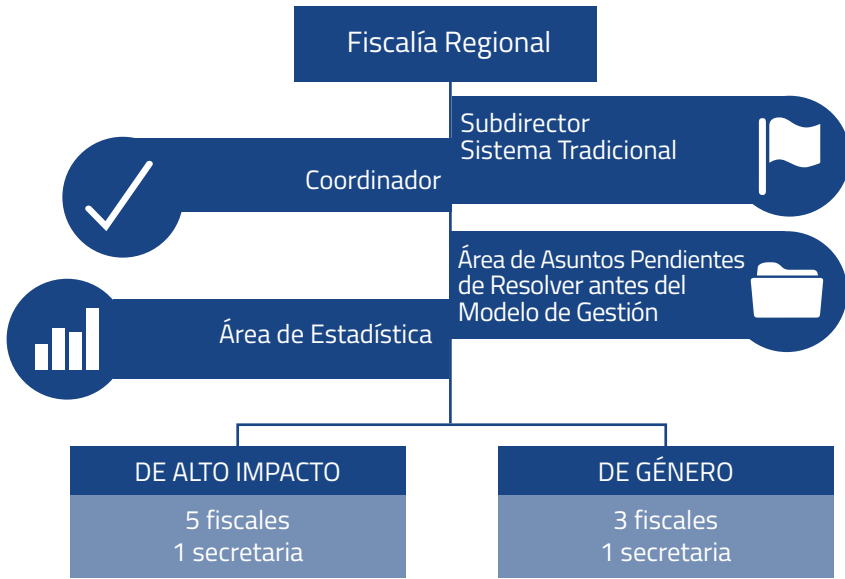 Fiscalía Regional
Subdirector
Sistema Tradicional
Coordinador
Área de Asuntos Pendientes
de Resolver antes del
Modelo de Gestión
Área de Estadística
DE ALTO IMPACTO
5 fiscales
1 secretaria
DE GÉNERO
3 fiscales
1 secretaria